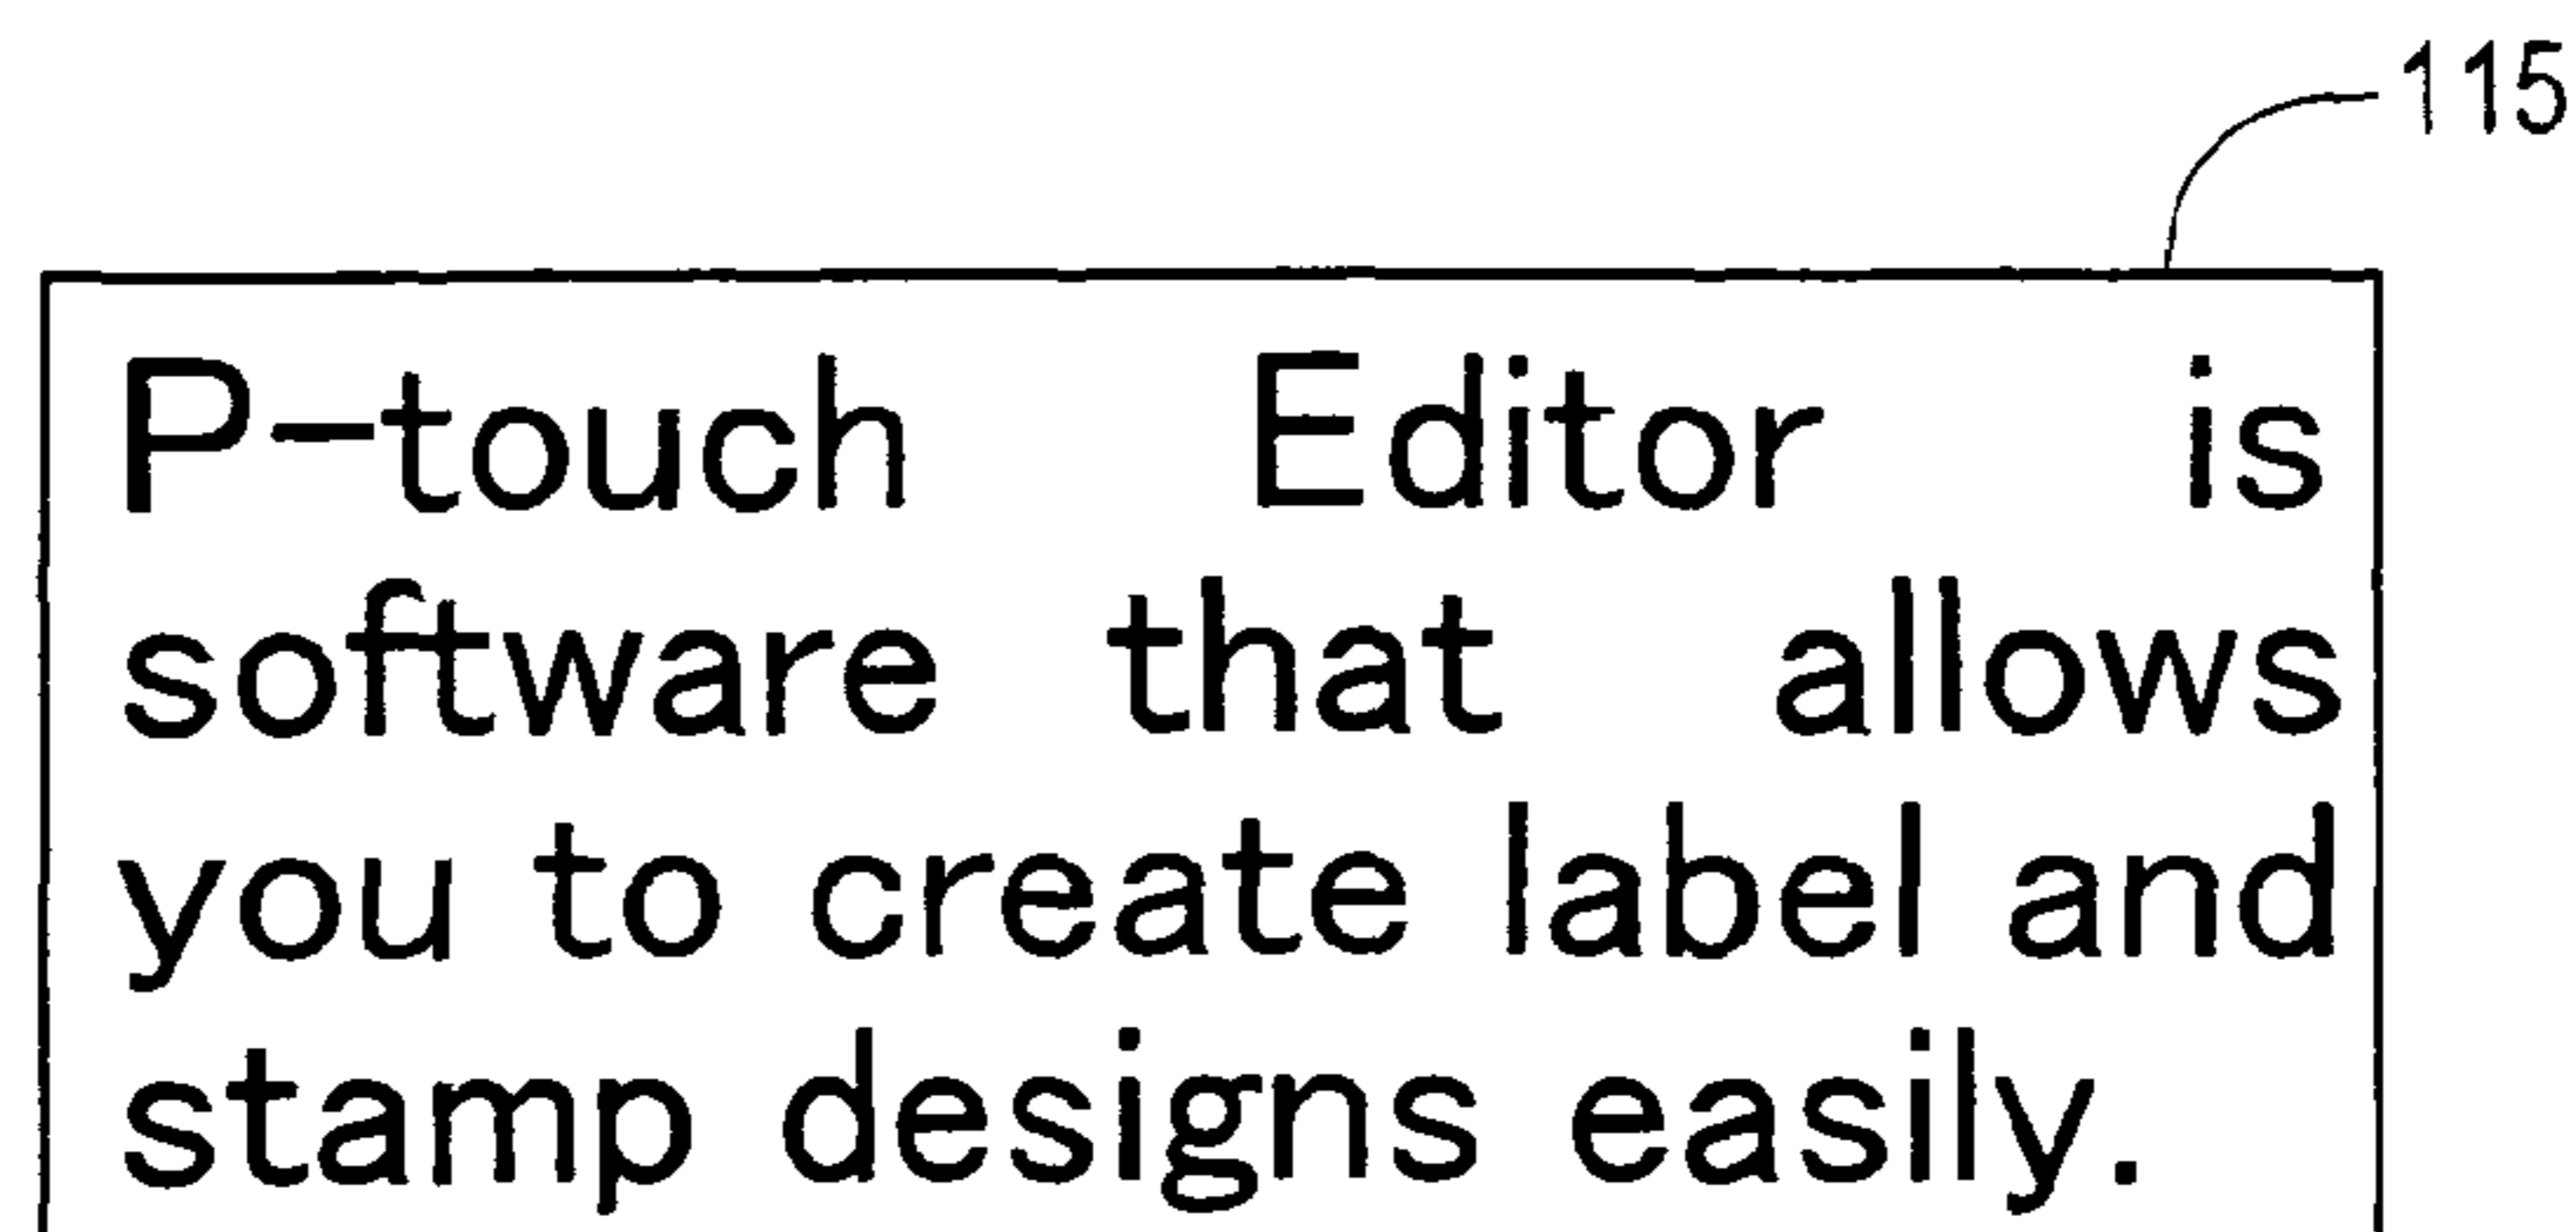 115
P-touch Editor is
software that allows
you to create label and
stamp designs easily.